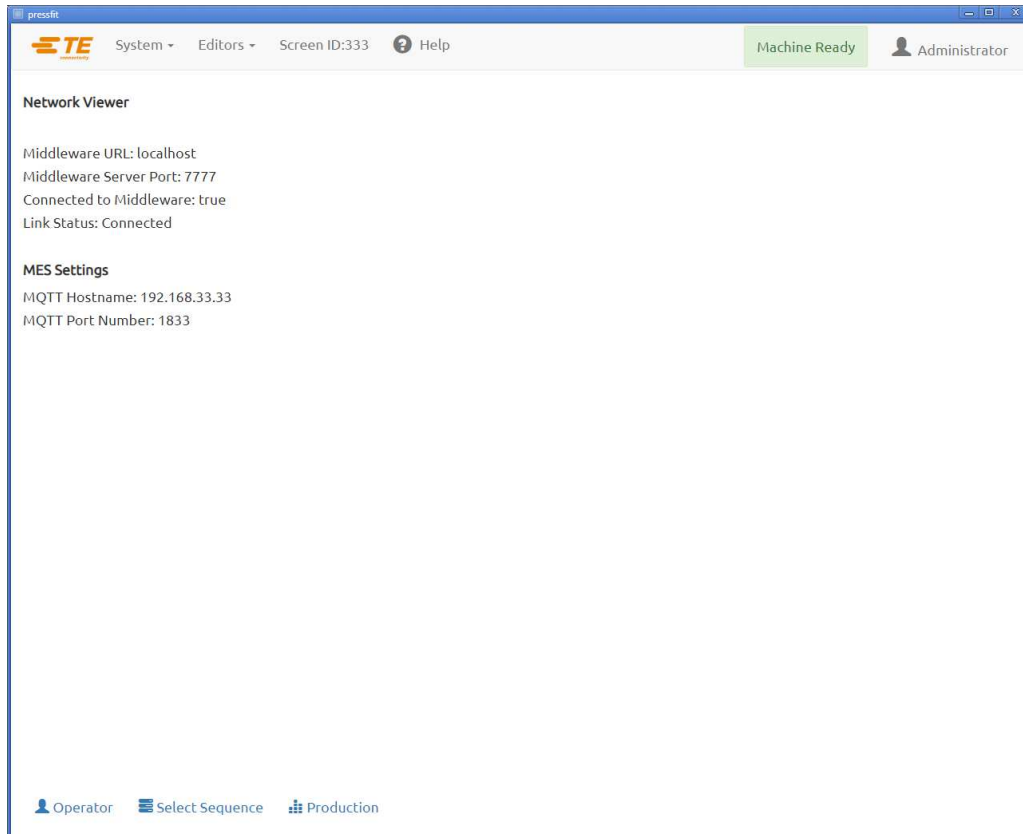 pressfit
TE
connectivity
System
Editors
Screen ID:333
Help
Machine Ready
Administrator
Network Viewer
Middleware URL: localhost
Middleware Server Port: 7777
Connected to Middleware: true
Link Status: Connected
MES Settings
MQTT Hostname: 192.168.33.33
MQTT Port Number: 1833
Operator
Select Sequence
Production